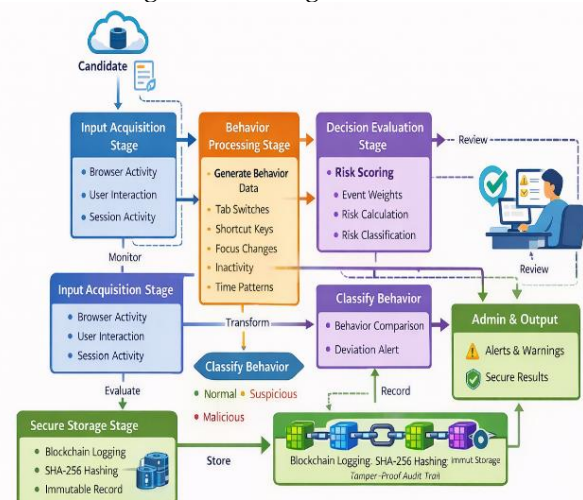 Candidate
Input Acquisition
Stage
• Browser Activity
• User Interaction
• Session Activity
Behavior
Processing Stage
• Generate Behavior
Data
• Tab Switches
• Shortcut Keys
• Focus Changes
• Inactivity
• Time Patterns
Decision Evaluation
Stage
• Risk Scoring
• Event Weights
• Risk Calculation
• Risk Classification
Review
Review
Monitor
Input Acquisition Stage
• Browser Activity
• User Interaction
• Session Activity
Transform
Classify Behavior
• Normal • Suspicious
• Malicious
Classify Behavior
• Behavior Comparison
• Deviation Alert
Admin & Output
Alerts & Warnings
Secure Results
Evaluate
Record
Secure Storage Stage
• Blockchain Logging
• SHA-256 Hashing
• Immutable Record
Store
Blockchain Logging. SHA-256 Hashing Immut Storage
Tamper-Proof Audit Trait